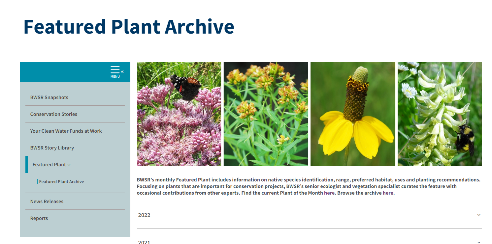 Featured Plant Archive
MENU
BWSR Snapshots
Conservation Stories
Your Clean Water Funds at Work
BWSR Story Library
Featured Plant
Featured Plant Archive
News Releases
Reports
BWSR's monthly Featured Plant includes information on native species identification, range, preferred habitat, uses and planting recommendations.
Focusing on plants that are important for conservation projects, BWSR's senior ecologist and vegetation specialist curates the feature with
occasional contributions from other experts. Find the current Plant of the Month here. Browse the archive here.
2022
2021